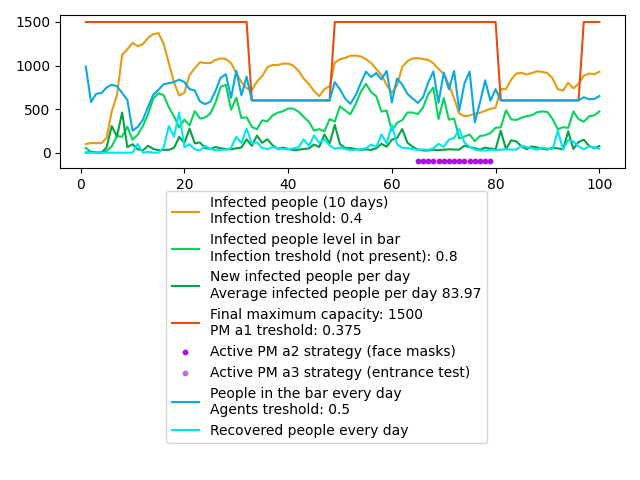 1500
1000
500
0
0
20
40
60
80
100
Infected people (10 days)
Infection treshold: 0.4
Infected people level in bar
Infection treshold (not present): 0.8
New infected people per day
Average infected people per day 83.97
Final maximum capacity: 1500
PM a1 treshold: 0.375
Active PM a2 strategy (face masks)
Active PM a3 strategy (entrance test)
People in the bar every day
Agents treshold: 0.5
Recovered people every day